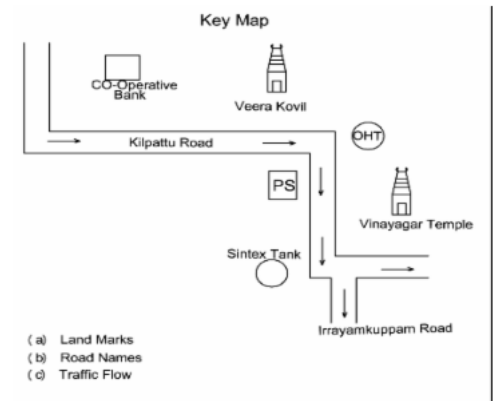 Key Map
CO-Operative
Bank
Veera Kovil
OHT
Kilpattu Road
PS
Vinayagar Temple
Sintex Tank
Irrayamkuppam Road
(a) Land Marks
(b) Road Names
(c) Traffic Flow